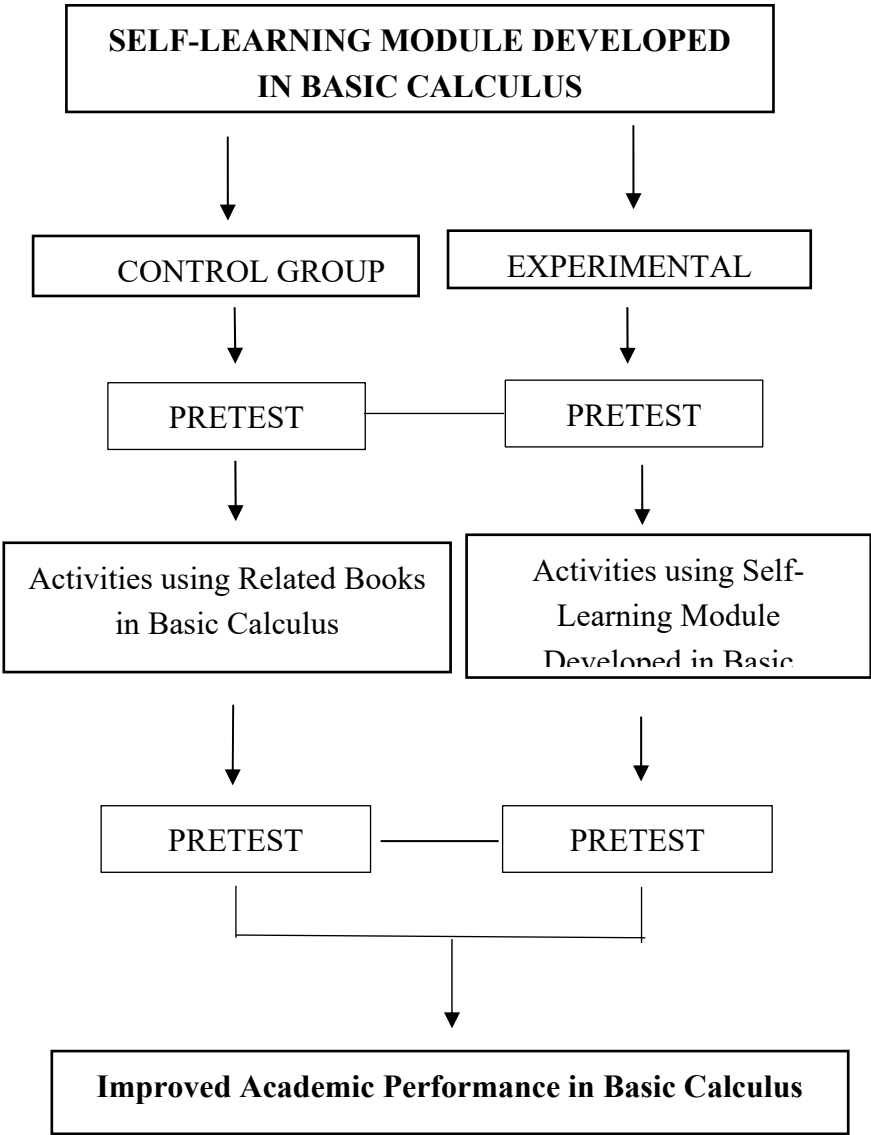 SELF-LEARNING MODULE DEVELOPED
IN BASIC CALCULUS
CONTROL GROUP
EXPERIMENTAL
PRETEST
PRETEST
Activities using Related Books
in Basic Calculus
Activities using Self-
Learning Module
Developed in Basic
PRETEST
PRETEST
Improved Academic Performance in Basic Calculus